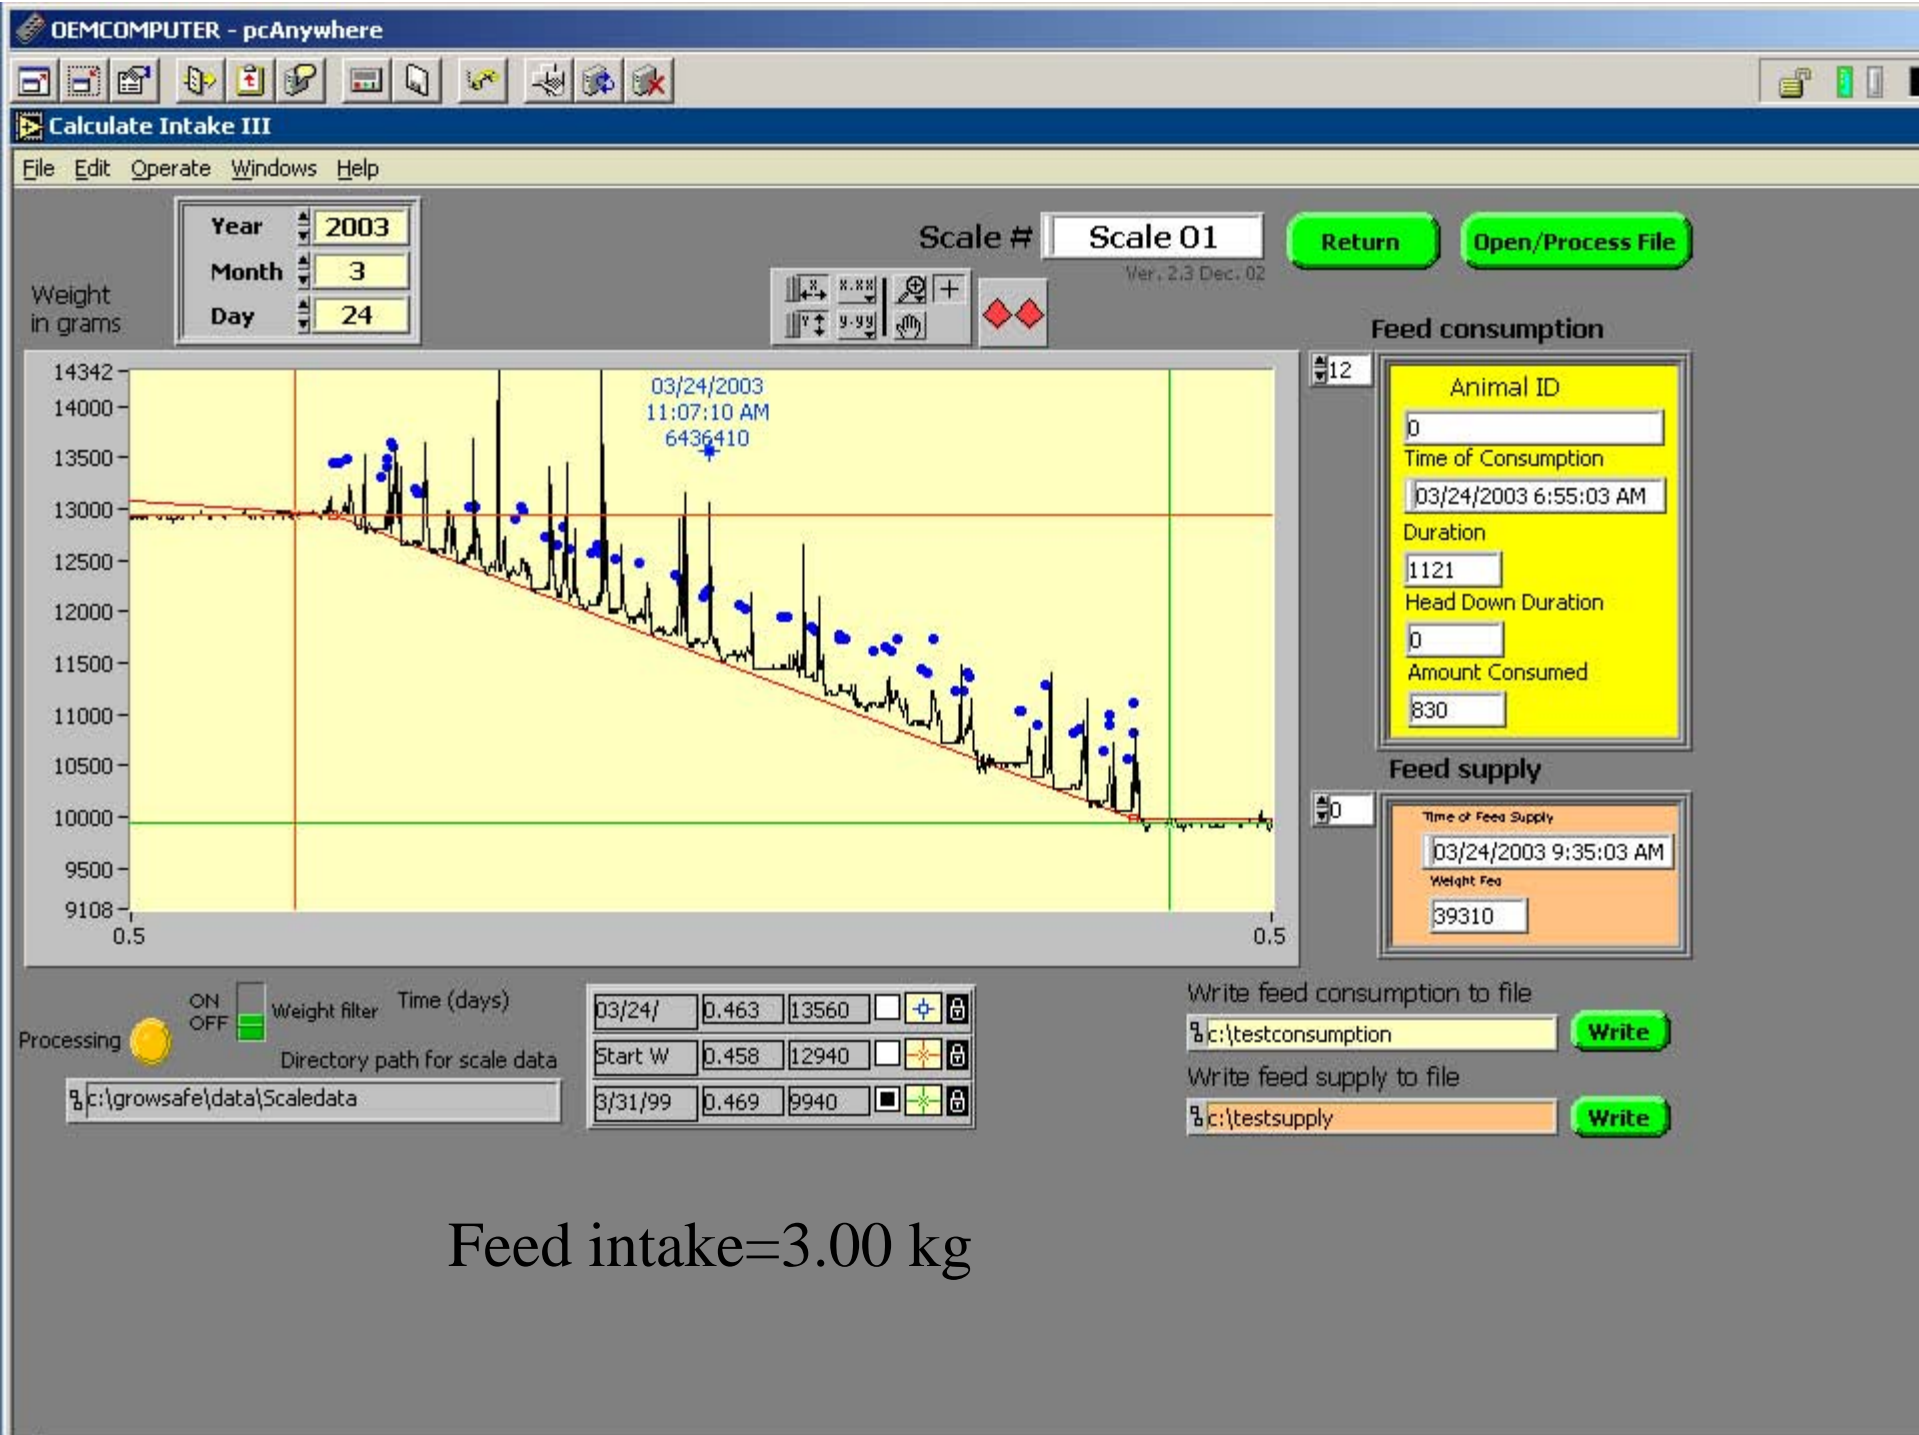 OEMCOMPUTER - pcAnywhere
Calculate Intake III
File Edit Operate Windows Help
Year 2003
Month 3
Day 24
Scale # Scale 01
Ver. 2.3 Dec. 02
Return
Open/Process File
Weight
in grams
x.xx
y.yy
03/24/2003
11:07:10 AM
6436410
14342
14000
13500
13000
12500
12000
11500
11000
10500
10000
9500
9108
0.5
0.5
Feed consumption
12
Animal ID
0
Time of Consumption
03/24/2003 6:55:03 AM
Duration
1121
Head Down Duration
0
Amount Consumed
830
Feed supply
0
Time of Feed Supply
03/24/2003 9:35:03 AM
Weight Fed
39310
Processing
ON
OFF
Weight filter
Time (days)
Directory path for scale data
c:\growsafe\data\Scaledata
03/24/ 0.463 13560
Start W 0.458 12940
3/31/99 0.469 9940
Write feed consumption to file
c:\testconsumption
Write
Write feed supply to file
c:\testsupply
Write
Feed intake=3.00 kg